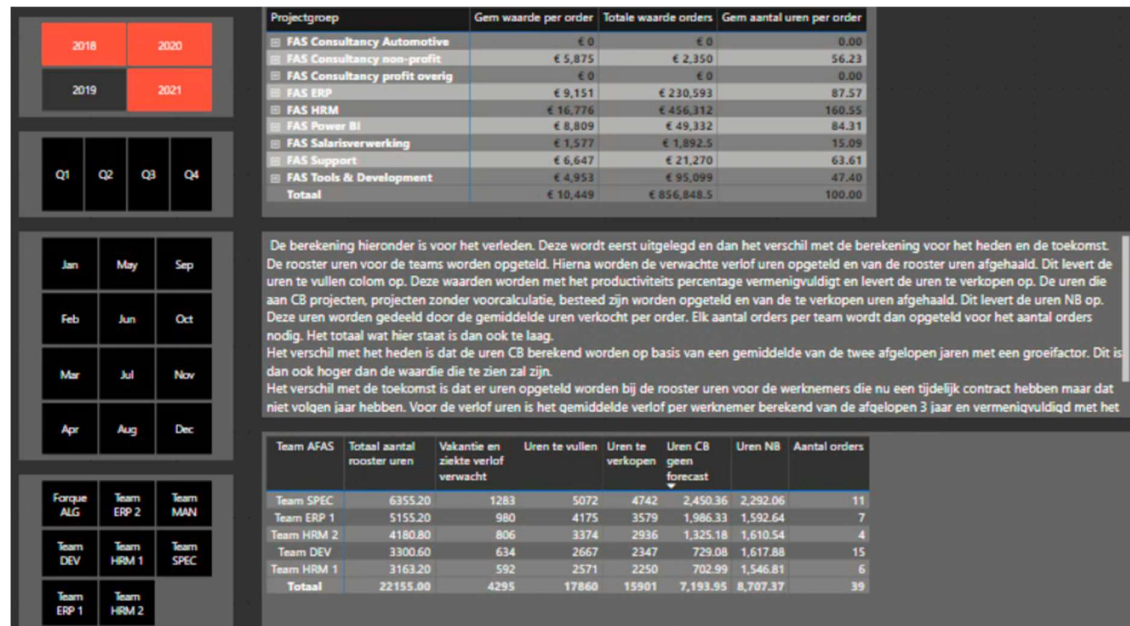 2018 2020
2019 2021
Q1 Q2 Q3 Q4
Jan May Sep
Feb Jun Oct
Mar Jul Nov
Apr Aug Dec
Forque ALG Team ERP 2 Team MAN
Team DEV Team HRM 1 Team SPEC
Team ERP 1 Team HRM 2
Projectgroep Gem waarde per order Totale waarde orders Gem aantal uren per order
FAS Consultancy Automotive € 0 € 0 0.00
FAS Consultancy non-profit € 5,875 € 2,350 56.23
FAS Consultancy profit overig € 0 € 0 0.00
FAS ERP € 9,151 € 230,593 87.57
FAS HRM € 16,776 € 456,312 160.55
FAS Power BI € 8,809 € 49,332 84.31
FAS Salarisverwerking € 1,577 € 1,892.5 15.09
FAS Support € 6,647 € 21,270 63.61
FAS Tools & Development € 4,953 € 95,099 47.40
Totaal € 10,449 € 856,848.5 100.00
De berekening hieronder is voor het verleden. Deze wordt eerst uitgelegd en dan het verschil met de berekening voor het heden en de toekomst.
De rooster uren voor de teams worden opgeteld. Hierna worden de verwachte verlof uren opgeteld en van de rooster uren afgehaald. Dit levert de
uren te vullen colom op. Deze waarden worden met het productiviteits percentage vermenigvuldigt en levert de uren te verkopen op. De uren die
aan CB projecten, projecten zonder voorcalculatie, besteed zijn worden opgeteld en van de te verkopen uren afgehaald. Dit levert de uren NB op.
Deze uren worden gedeeld door de gemiddelde uren verkocht per order. Elk aantal orders per team wordt dan opgeteld voor het aantal orders
nodig. Het totaal wat hier staat is dan ook te laag.
Het verschil met het heden is dat de uren CB berekend worden op basis van een gemiddelde van de twee afgelopen jaren met een groeifactor. Dit is
dan ook hoger dan de waardie die te zien zal zijn.
Het verschil met de toekomst is dat er uren opgeteld worden bij de rooster uren voor de werknemers die nu een tijdelijk contract hebben maar dat
niet volgen jaar hebben. Voor de verlof uren is het gemiddelde verlof per werknemer berekend van de afgelopen 3 jaar en vermenigvuldigd met het
Team AFAS Totaal aantal rooster uren Vakantie en ziekte verlof verwacht Uren te vullen Uren te verkopen Uren CB geen forecast Uren NB Aantal orders
Team SPEC 6355.20 1283 5072 4742 2,450.36 2,292.06 11
Team ERP 1 5155.20 980 4175 3579 1,986.33 1,592.64 7
Team HRM 2 4180.80 806 3374 2936 1,325.18 1,610.54 4
Team DEV 3300.60 634 2667 2347 729.08 1,617.88 15
Team HRM 1 3163.20 592 2571 2250 702.99 1,546.81 6
Totaal 22155.00 4295 17860 15901 7,193.95 8,707.37 39